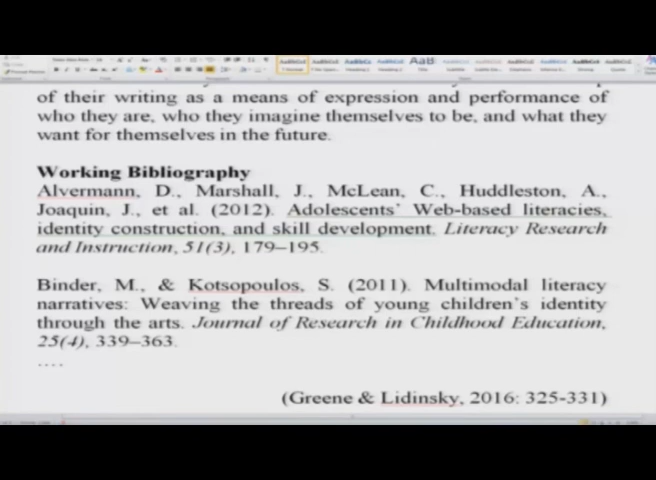 of their writing as a means of expression and performance of
who they are, who they imagine themselves to be, and what they
want for themselves in the future.
Working Bibliography
Alvermann, D., Marshall, J., McLean, C., Huddleston, A.,
Joaquin, J., et al. (2012). Adolescents' Web-based literacies,
identity construction, and skill development. Literacy Research
and Instruction, 51(3), 179–195.
Binder, M., & Kotsopoulos, S. (2011). Multimodal literacy
narratives: Weaving the threads of young children's identity
through the arts. Journal of Research in Childhood Education,
25(4), 339–363.
....
(Greene & Lidinsky, 2016: 325-331)